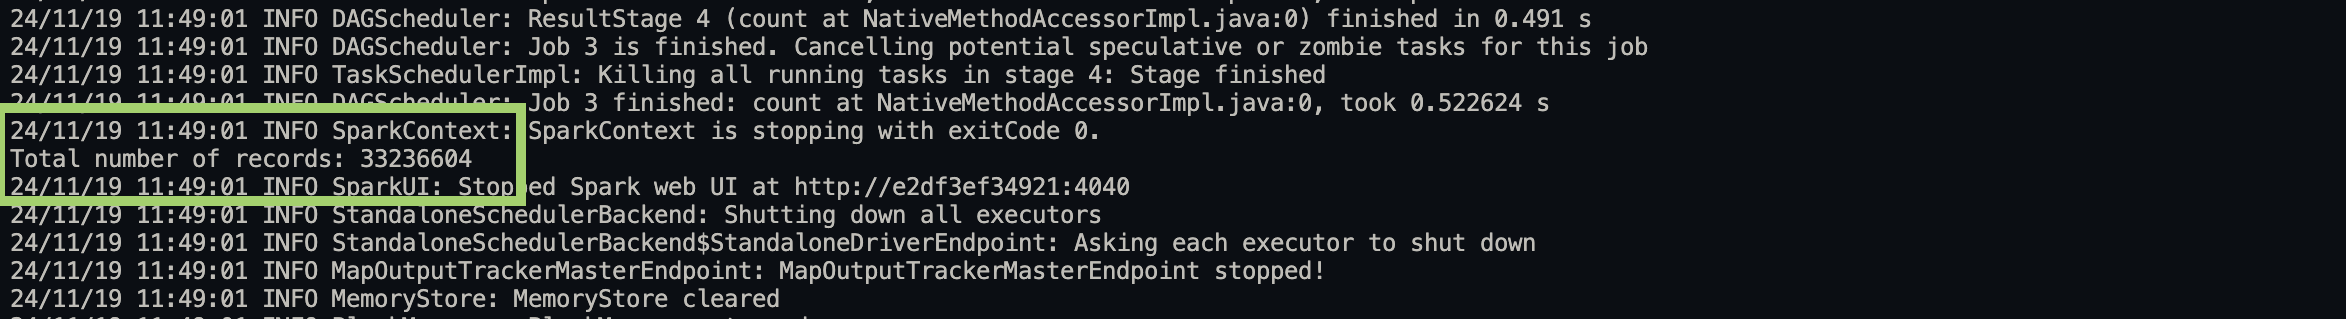 24/11/19 11:49:01 INFO DAGScheduler: ResultStage 4 (count at NativeMethodAccessorImpl.java:0) finished in 0.491 s
24/11/19 11:49:01 INFO DAGScheduler: Job 3 is finished. Cancelling potential speculative or zombie tasks for this job
24/11/19 11:49:01 INFO TaskSchedulerImpl: Killing all running tasks in stage 4: Stage finished
24/11/19 11:49:01 INFO DAGScheduler: Job 3 finished: count at NativeMethodAccessorImpl.java:0, took 0.522624 s
24/11/19 11:49:01 INFO SparkContext: SparkContext is stopping with exitCode 0.
Total number of records: 33236604
24/11/19 11:49:01 INFO SparkUI: Stopped Spark web UI at http://e2df3ef34921:4040
24/11/19 11:49:01 INFO StandaloneSchedulerBackend: Shutting down all executors
24/11/19 11:49:01 INFO StandaloneSchedulerBackend$StandaloneDriverEndpoint: Asking each executor to shut down
24/11/19 11:49:01 INFO MapOutputTrackerMasterEndpoint: MapOutputTrackerMasterEndpoint stopped!
24/11/19 11:49:01 INFO MemoryStore: MemoryStore cleared